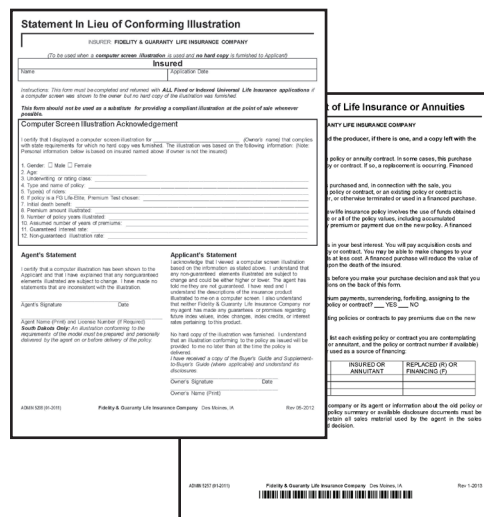 Statement In Lieu of Conforming Illustration
INSURER: FIDELITY & GUARANTY LIFE INSURANCE COMPANY
(To be used when a computer screen illustration is used and no hard copy is furnished to Applicant)
Insured
Name
Application Date
Instructions: This form must be completed and returned with ALL Fixed or Indexed Universal Life Insurance applications if
a computer screen was shown to the owner but no hard copy of the illustration was furnished.
This form should not be used as a substitute for providing a compliant illustration at the point of sale whenever
possible.
Computer Screen Illustration Acknowledgement
I certify that I displayed a computer screen illustration for (Owner's name) that complies
with state requirements for which no hard copy was furnished. The illustration was based on the following information: (Note:
Personal information below is based on insured named above if owner is not the insured)
1. Gender: ☐ Male ☐ Female
2. Age:
3. Underwriting or rating class:
4. Type and name of policy:
5. Type(s) of riders:
6. If policy is a FG Life-Elite: Premium Test chosen:
7. Initial death benefit:
8. Premium amount illustrated:
9. Number of policy years illustrated:
10. Assumed number of years of premiums:
11. Guaranteed interest rate:
12. Non-guaranteed illustration rate:
Agent's Statement
I certify that a computer illustration has been shown to the
Applicant and that I have explained that any nonguaranteed
elements illustrated are subject to change. I have made no
statements that are inconsistent with the illustration.
Agent's Signature Date
Agent Name (Print) and License Number (If Required)
South Dakota Only: An illustration conforming to the
requirements of the model must be prepared and personally
delivered by the agent on or before delivery of the policy.
Applicant's Statement
I acknowledge that I viewed a computer screen illustration
based on the information as stated above. I understand that
any non-guaranteed elements illustrated are subject to
change and could be either higher or lower. The agent has
told me they are not guaranteed. I have read and I
understand the descriptions of the insurance product
illustrated to me on a computer screen. I also understand
that neither Fidelity & Guaranty Life Insurance Company nor
my agent has made any guarantees or promises regarding
future index values, index changes, index credits, or interest
rates pertaining to this product.
No hard copy of the illustration was furnished. I understand
that an illustration conforming to the policy as issued will be
provided to me no later than at the time the policy is
delivered.
I have received a copy of the Buyer's Guide and Supplement-
to-Buyer's Guide (where applicable) and understand its
disclosures.
Owner's Signature Date
Owner's Name (Print)
Fidelity & Guaranty Life Insurance Company Des Moines, IA
Rev 06-2012
t of Life Insurance or Annuities
ANTY LIFE INSURANCE COMPANY
d the producer, if there is one, and a copy left with the
policy or annuity contract. In some cases, this purchase
y or contract. If so, a replacement is occurring. Financed
purchased and, in connection with the sale, you
policy or contract, or an existing policy or contract is
r, or otherwise terminated or used in a financed purchase.
new life insurance policy involves the use of funds obtained
e or all of the policy values, including accumulated
premium or payment due on the new policy. A financed
s in your best interest. You will pay acquisition costs and
y or contract. You may be able to make changes to your
s at less cost. A financed purchase will reduce the value of
pon the death of the insured.
s before you make your purchase decision and ask that you
ions on the back of this form.
mium payments, surrendering, forfeiting, assigning to the
policy or contract? ___ YES ___ NO
ing policies or contracts to pay premiums due on the new
list each existing policy or contract you are contemplating
or annuitant, and the policy or contract number if available)
used as a source of financing.
INSURED OR
ANNUITANT
REPLACED (R) OR
FINANCING (F)
company or its agent or information about the old policy or
policy summary or available disclosure documents must be
retain all sales material used by the agent in the sales
d decision.
Fidelity & Guaranty Life Insurance Company Des Moines, IA
Rev 1-2015